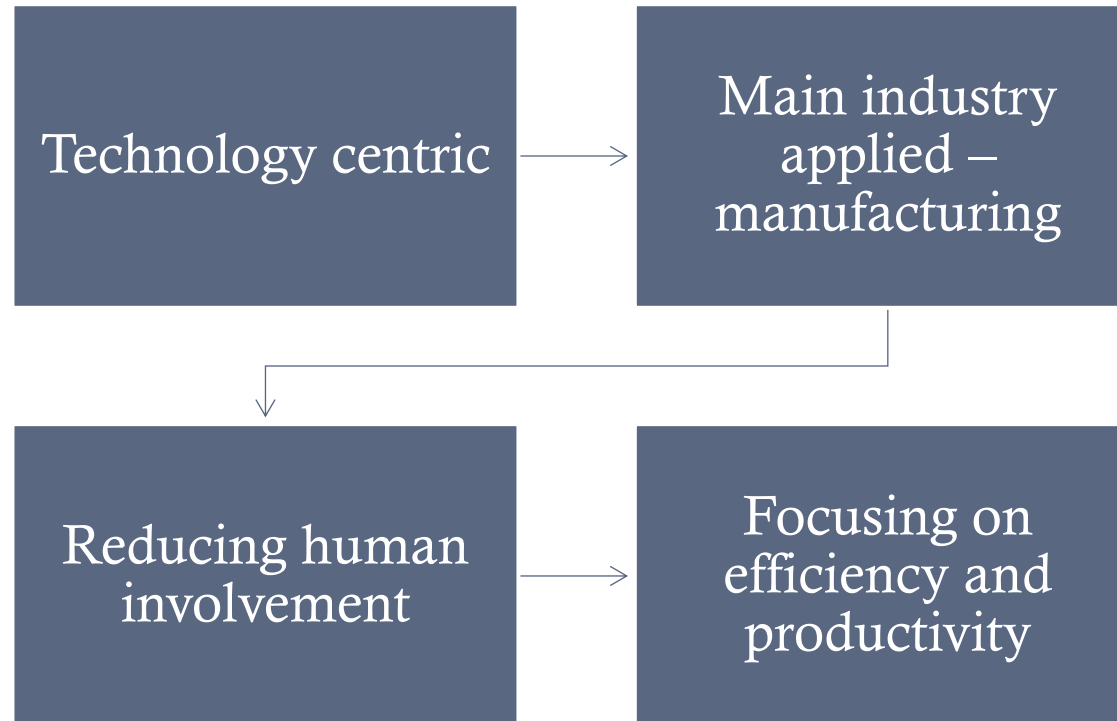 Technology centric
Main industry
applied –
manufacturing
Reducing human
involvement
Focusing on
efficiency and
productivity